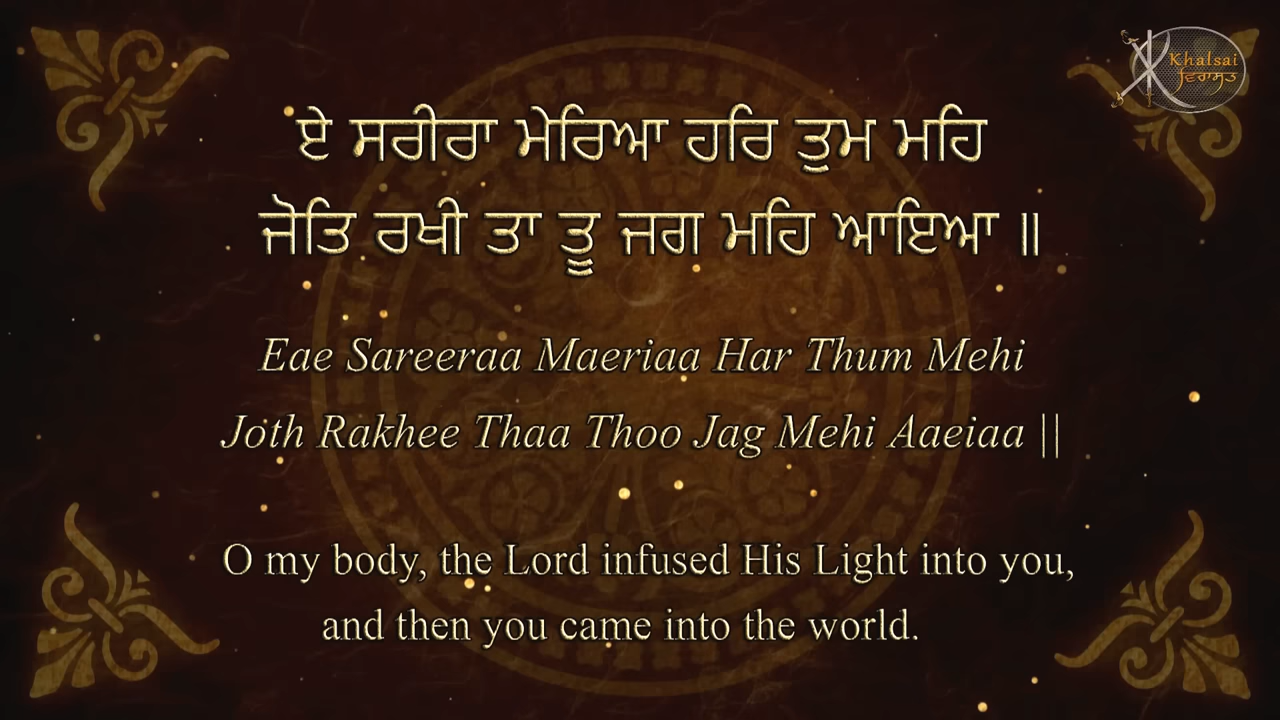 Khalsai
ਵਿਰਾਸਤ
ਏ ਸਰੀਰਾ ਮੇਰਿਆ ਹਰਿ ਤੁਮ ਮਹਿ
ਜੋਤਿ ਰਖੀ ਤਾ ਤੂ ਜਗ ਮਹਿ ਆਇਆ ॥
Eae Sareeraa Maeriaa Har Thum Mehi
Joth Rakhee Thaa Thoo Jag Mehi Aaeiaa ||
O my body, the Lord infused His Light into you,
and then you came into the world.